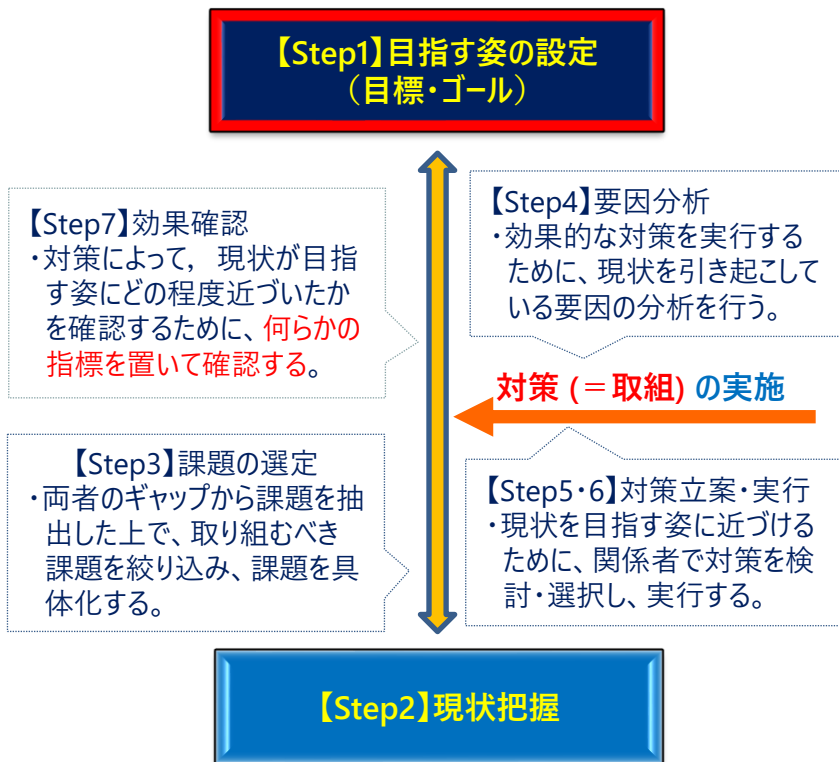 【Step1】目指す姿の設定
（目標・ゴール）
【Step7】効果確認
・対策によって， 現状が目指
す姿にどの程度近づいたか
を確認するために、何らかの
指標を置いて確認する。
【Step4】要因分析
・効果的な対策を実行する
ために、現状を引き起こして
いる要因の分析を行う。
対策 (＝取組) の実施
【Step3】課題の選定
・両者のギャップから課題を抽
出した上で、取り組むべき
課題を絞り込み、課題を具
体化する。
【Step5・6】対策立案・実行
・現状を目指す姿に近づける
ために、関係者で対策を検
討・選択し、実行する。
【Step2】現状把握